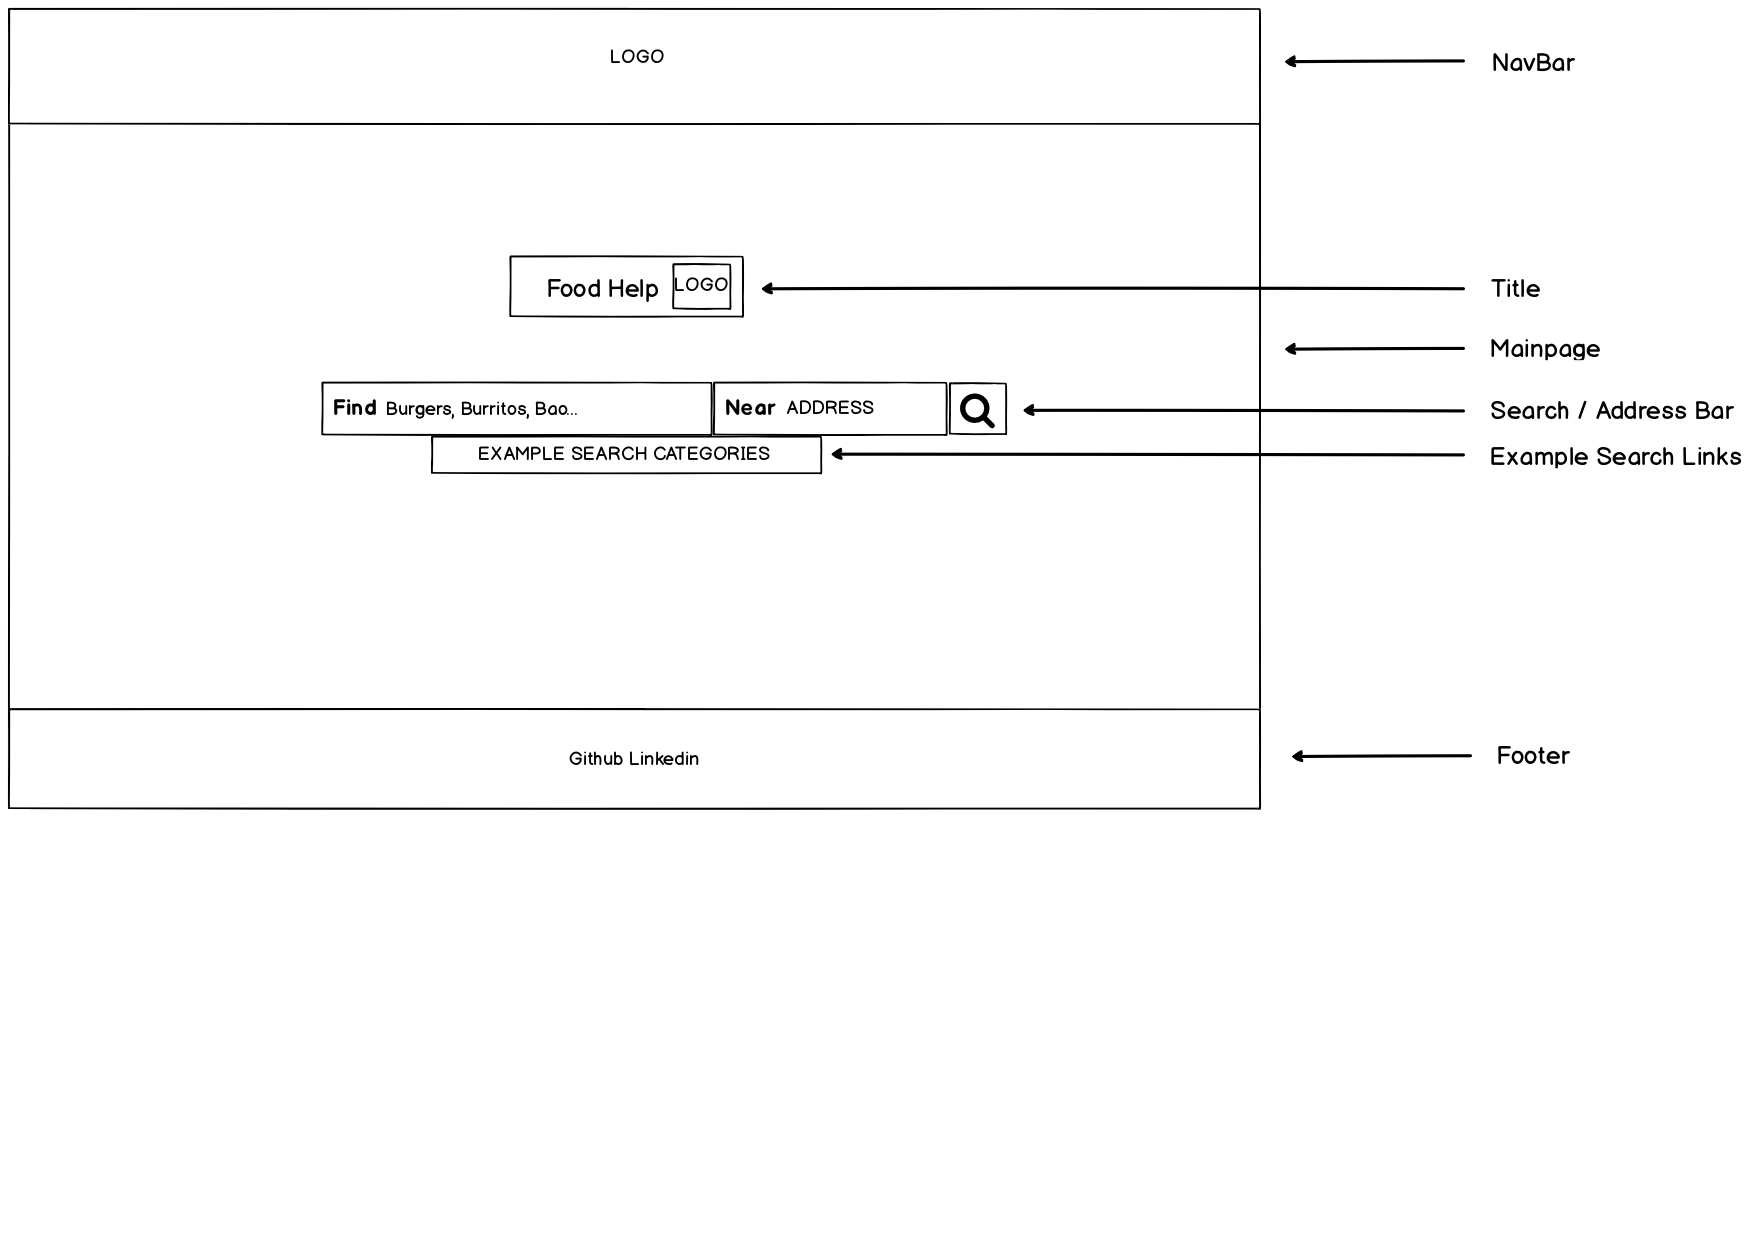 LOGO
NavBar
Food Help LOGO
Title
Mainpage
Find Burgers, Burritos, Bao... Near ADDRESS
Search / Address Bar
EXAMPLE SEARCH CATEGORIES
Example Search Links
Github Linkedin
Footer